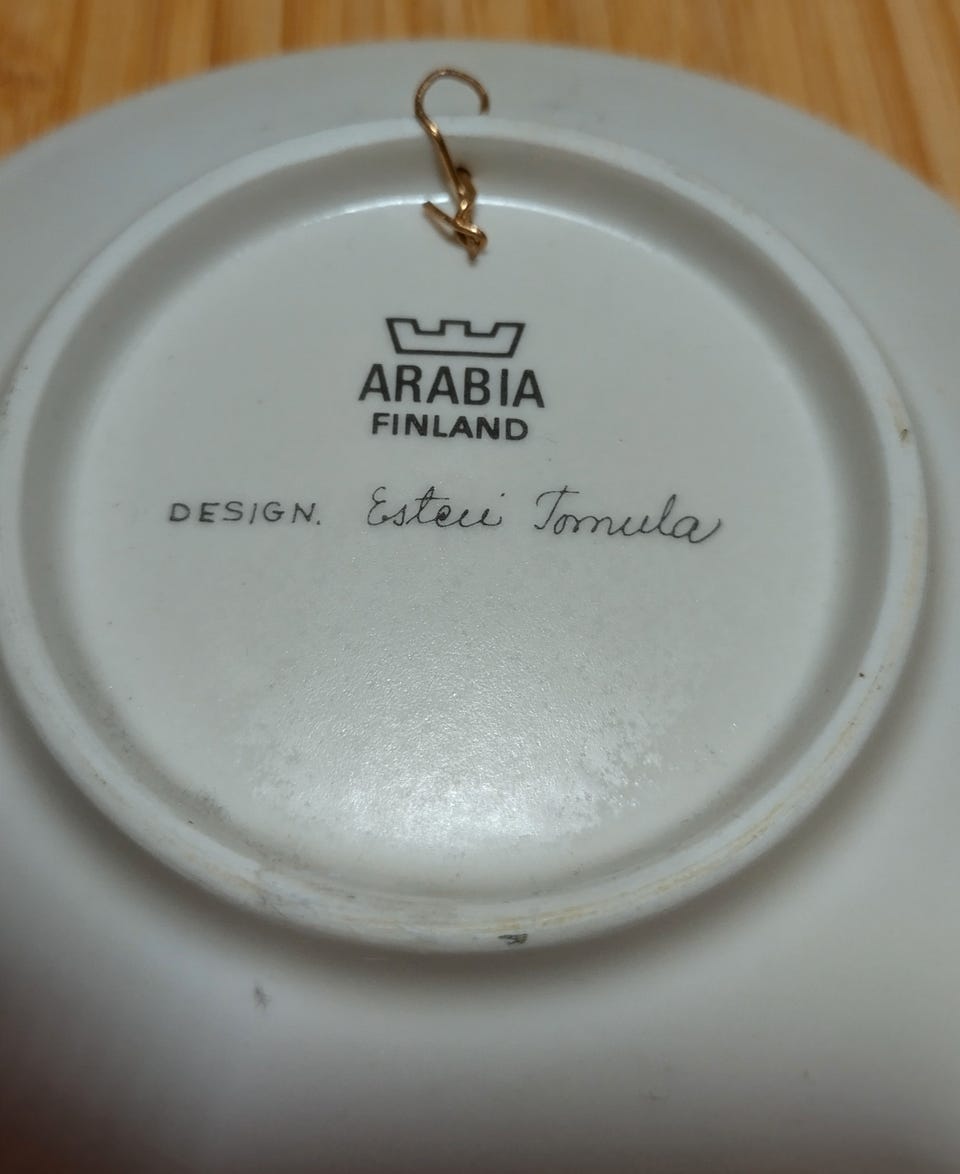 ARABIA
FINLAND
DESIGN. Esteri Tomula